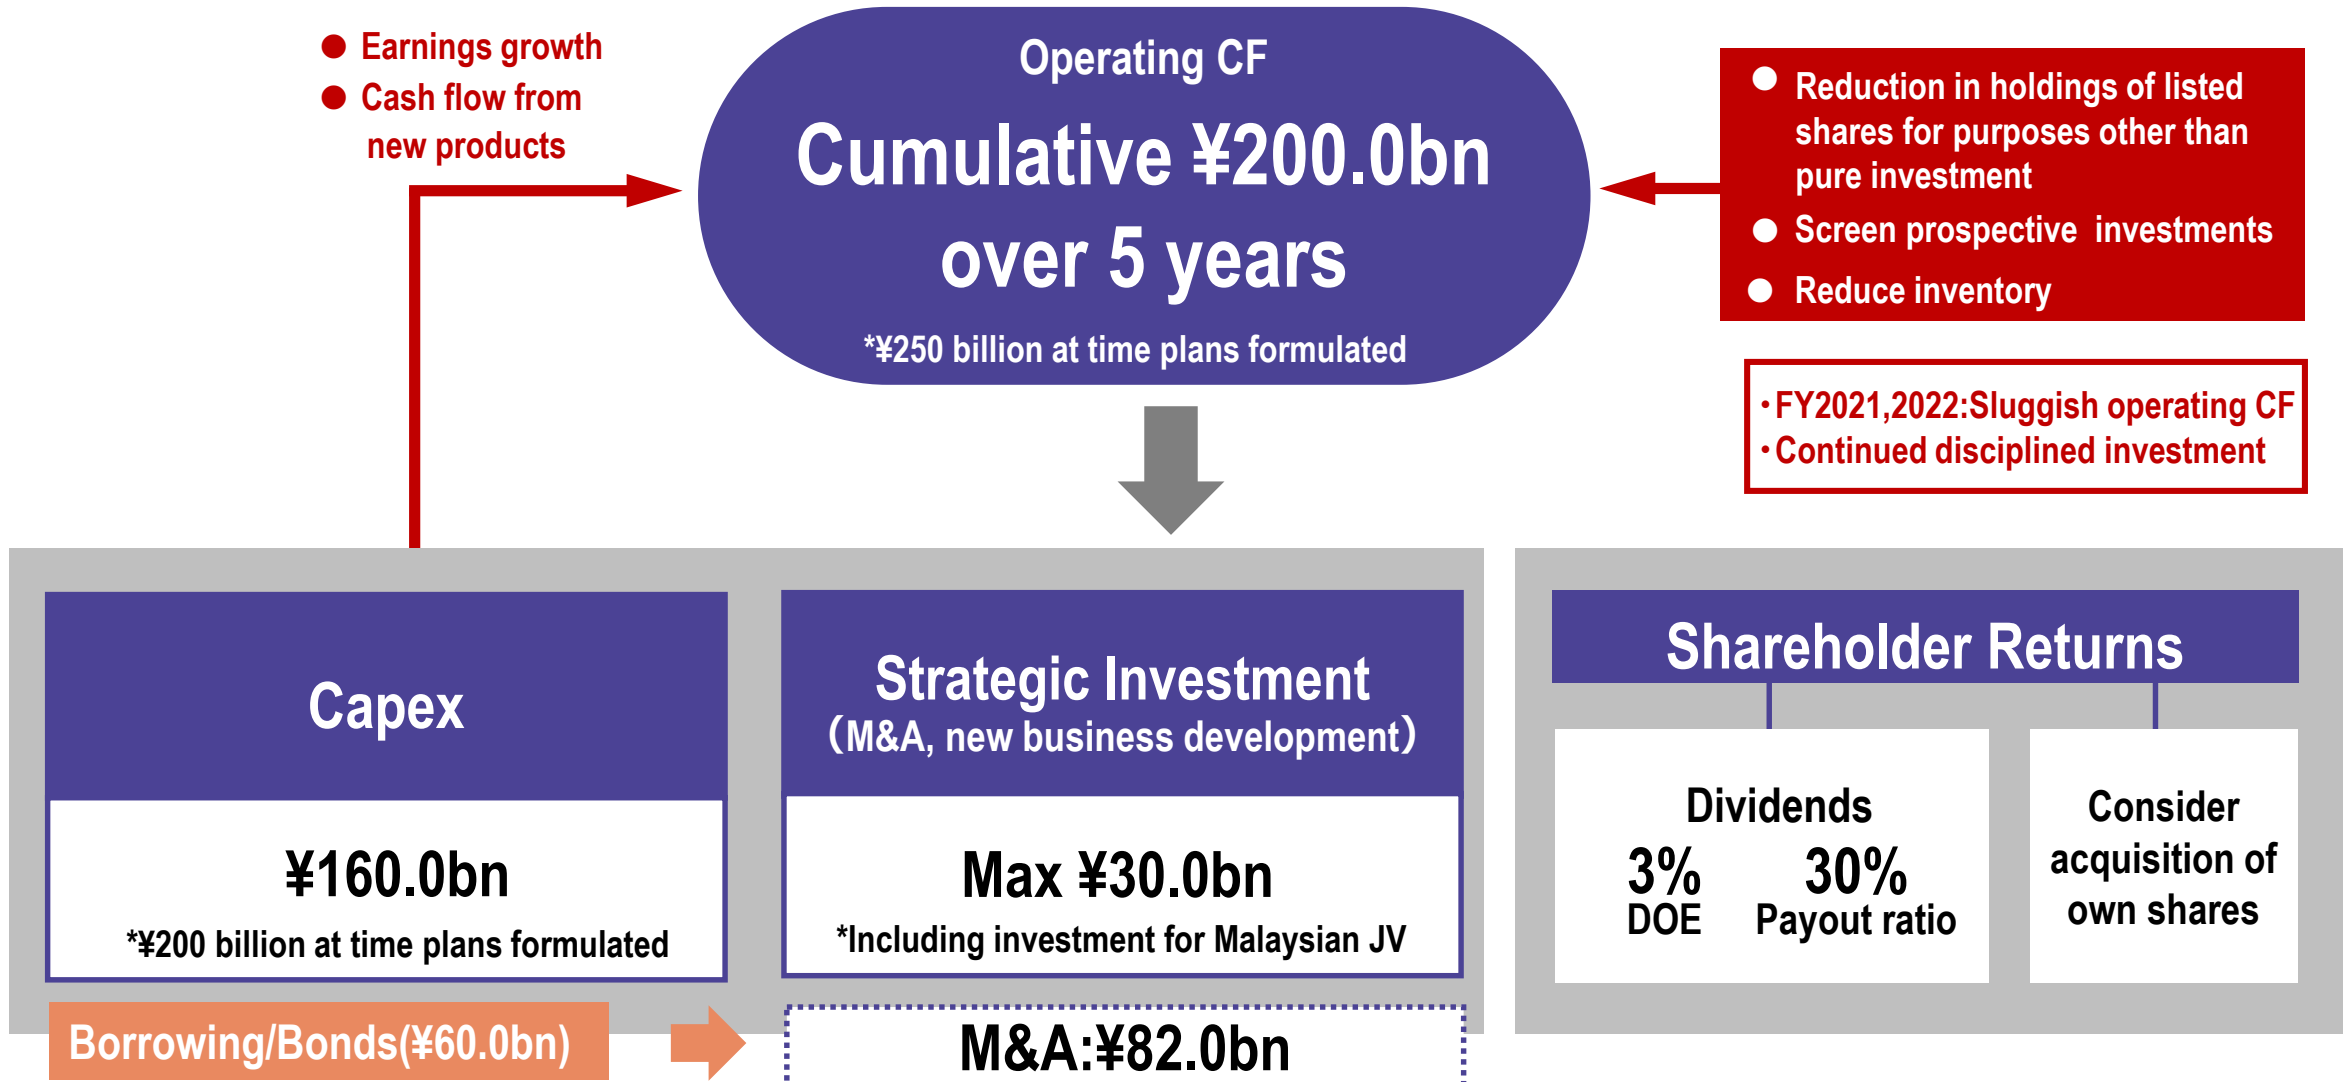 ● Earnings growth
● Cash flow from
new products
Operating CF
Cumulative ¥200.0bn
over 5 years
*¥250 billion at time plans formulated
● Reduction in holdings of listed
shares for purposes other than
pure investment
● Screen prospective investments
● Reduce inventory
・FY2021,2022:Sluggish operating CF
・Continued disciplined investment
Capex
¥160.0bn
*¥200 billion at time plans formulated
Strategic Investment
(M&A, new business development)
Max ¥30.0bn
*Including investment for Malaysian JV
Shareholder Returns
Dividends
3% 30%
DOE Payout ratio
Consider
acquisition of
own shares
Borrowing/Bonds(¥60.0bn)
M&A:¥82.0bn